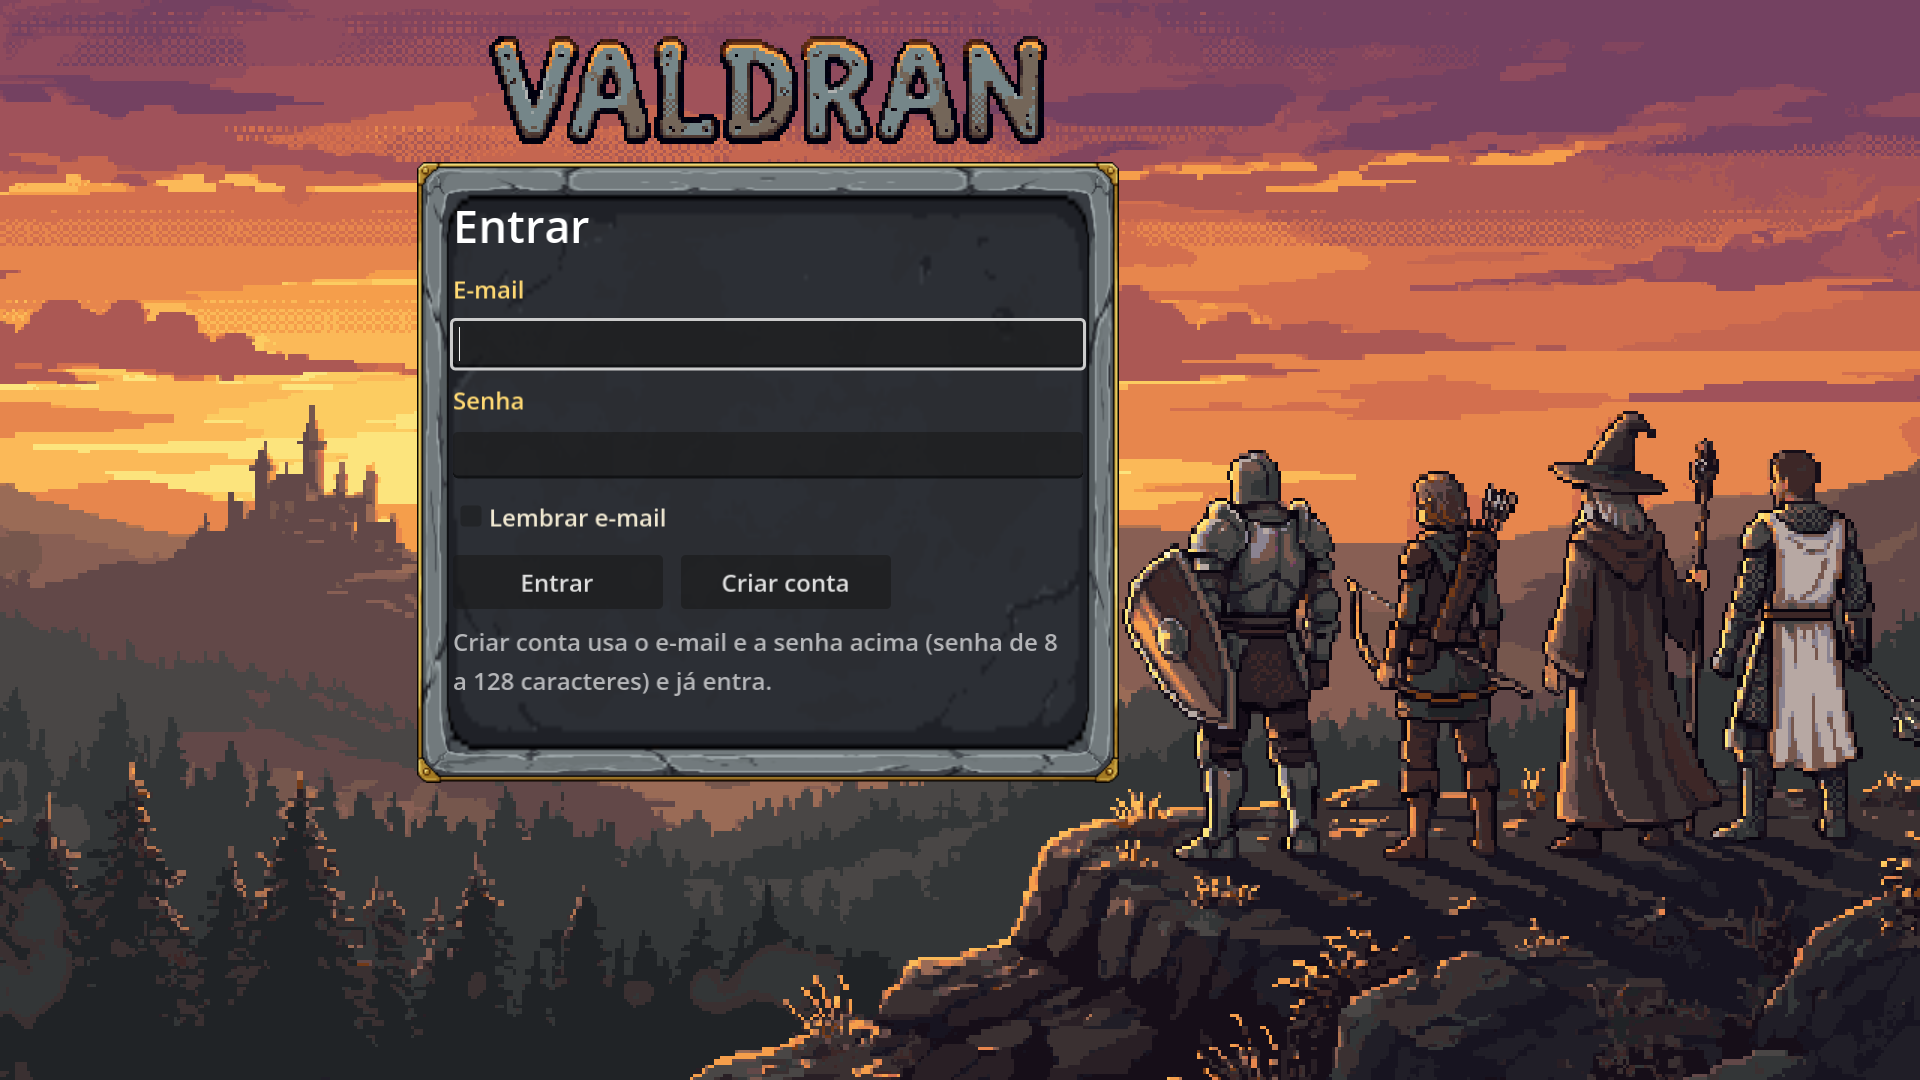 VALDRAN
Entrar
E-mail
Senha
Lembrar e-mail
Entrar
Criar conta
Criar conta usa o e-mail e a senha acima (senha de 8
a 128 caracteres) e já entra.